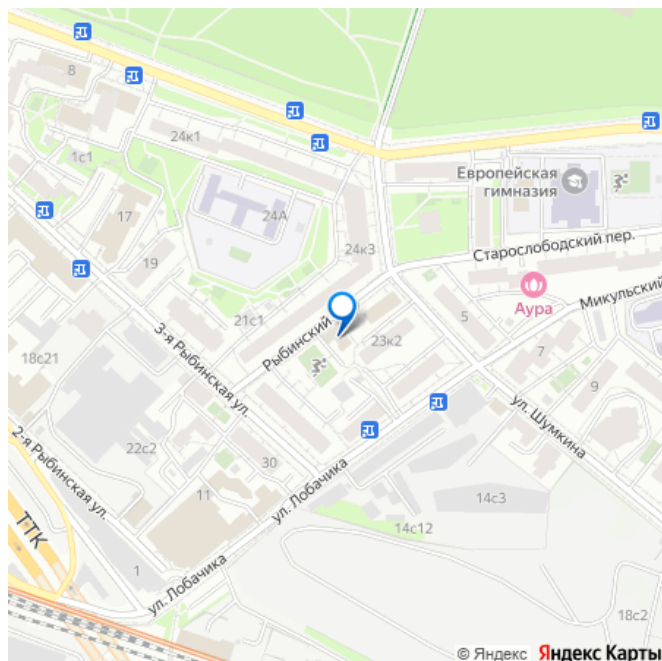 8
24к1
1с1
Европейская
гимназия
24А
17
24к3
Старослободский пер.
19
Аура
Микульский
21с1
5
Рыбинский
3-я Рыбинская ул.
23к2
7
18с21
9
ул. Шумкина
22с2
2-я Рыбинская ул.
30
11
ул. Лобачика
14с3
ТТК
14с12
1
ул. Лобачика
18с2
© Яндекс Яндекс Карты